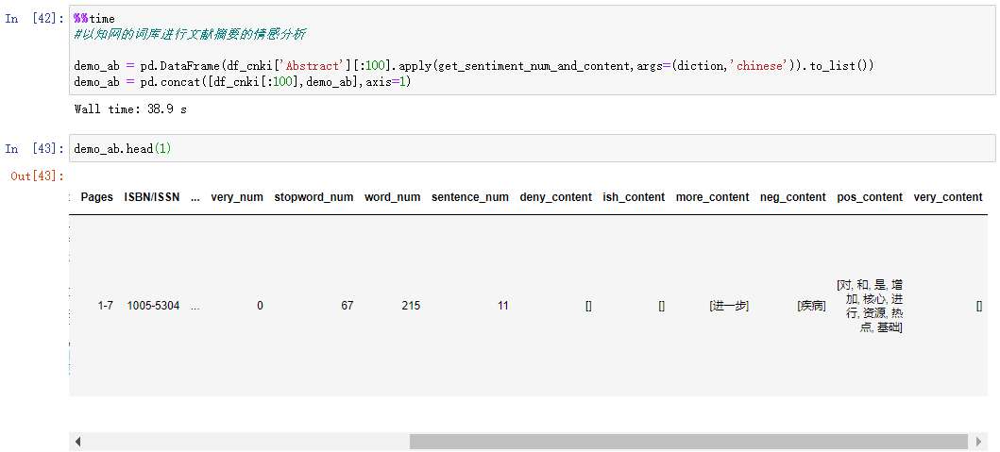 In [42]: %%time
#以知网的词库进行文献摘要的情感分析
demo_ab = pd.DataFrame(df_cnki['Abstract'][:100].apply(get_sentiment_num_and_content,args=(diction,'chinese')).to_list())
demo_ab = pd.concat([df_cnki[:100],demo_ab],axis=1)
Wall time: 38.9 s
In [43]: demo_ab.head(1)
Out[43]:
Pages ISBN/ISSN ... very_num stopword_num word_num sentence_num deny_content ish_content more_content neg_content pos_content very_content
1-7 1005-5304 ... 0 67 215 11 [] [] [进一步] [疾病] [对, 和, 是, 增
加, 核心, 进
行, 资源, 热
点, 基础] []